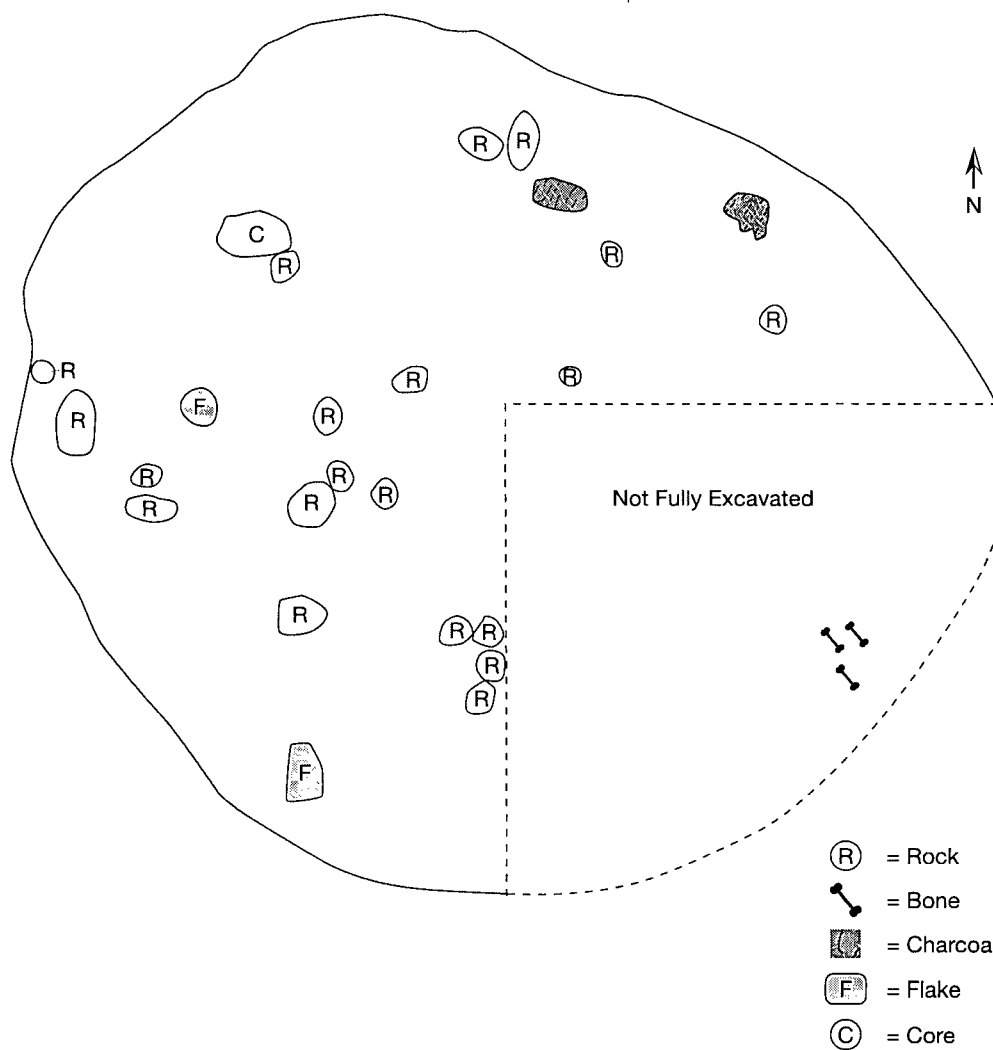 R R
N
C
R
R
R
R
R
R
R
F
R
R
R
R
R
R
Not Fully Excavated
R
R
R R
R
R
F
R = Rock
= Bone
= Charcoa
F = Flake
C = Core